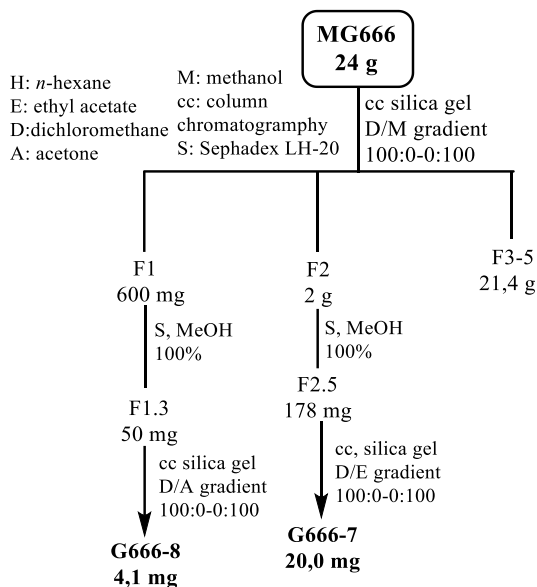 MG666
24 g
H: n-hexane
E: ethyl acetate
D:dichloromethane
A: acetone
M: methanol
cc: column
chromatogramphy
S: Sephadex LH-20
cc silica gel
D/M gradient
100:0-0:100
F1
600 mg
F2
2 g
F3-5
21,4 g
S, MeOH
100%
S, MeOH
100%
F1.3
50 mg
F2.5
178 mg
cc silica gel
D/A gradient
100:0-0:100
cc, silica gel
D/E gradient
100:0-0:100
G666-8
4,1 mg
G666-7
20,0 mg